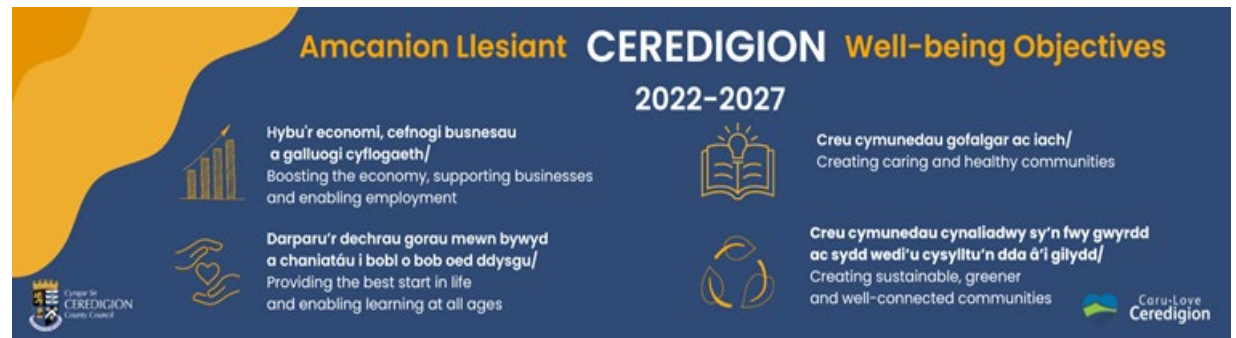 Amcanion Llesiant CEREDIGION Well-being Objectives
2022-2027
Hybu'r economi, cefnogi busnesau
a galluogi cyflogaeth/
Boosting the economy, supporting businesses
and enabling employment
Darparu'r dechrau gorau mewn bywyd
a chaniatáu i bobl o bob oed ddysgu/
Providing the best start in life
and enabling learning at all ages
Creu cymunedau gofalgar ac iach/
Creating caring and healthy communities
Creu cymunedau cynaliadwy sy'n fwy gwyrdd
ac sydd wedi'u cysylltu'n dda â'i gilydd/
Creating sustainable, greener
and well-connected communities
Cyngor Sir
CEREDIGION
County Council
Caru-Love
Ceredigion